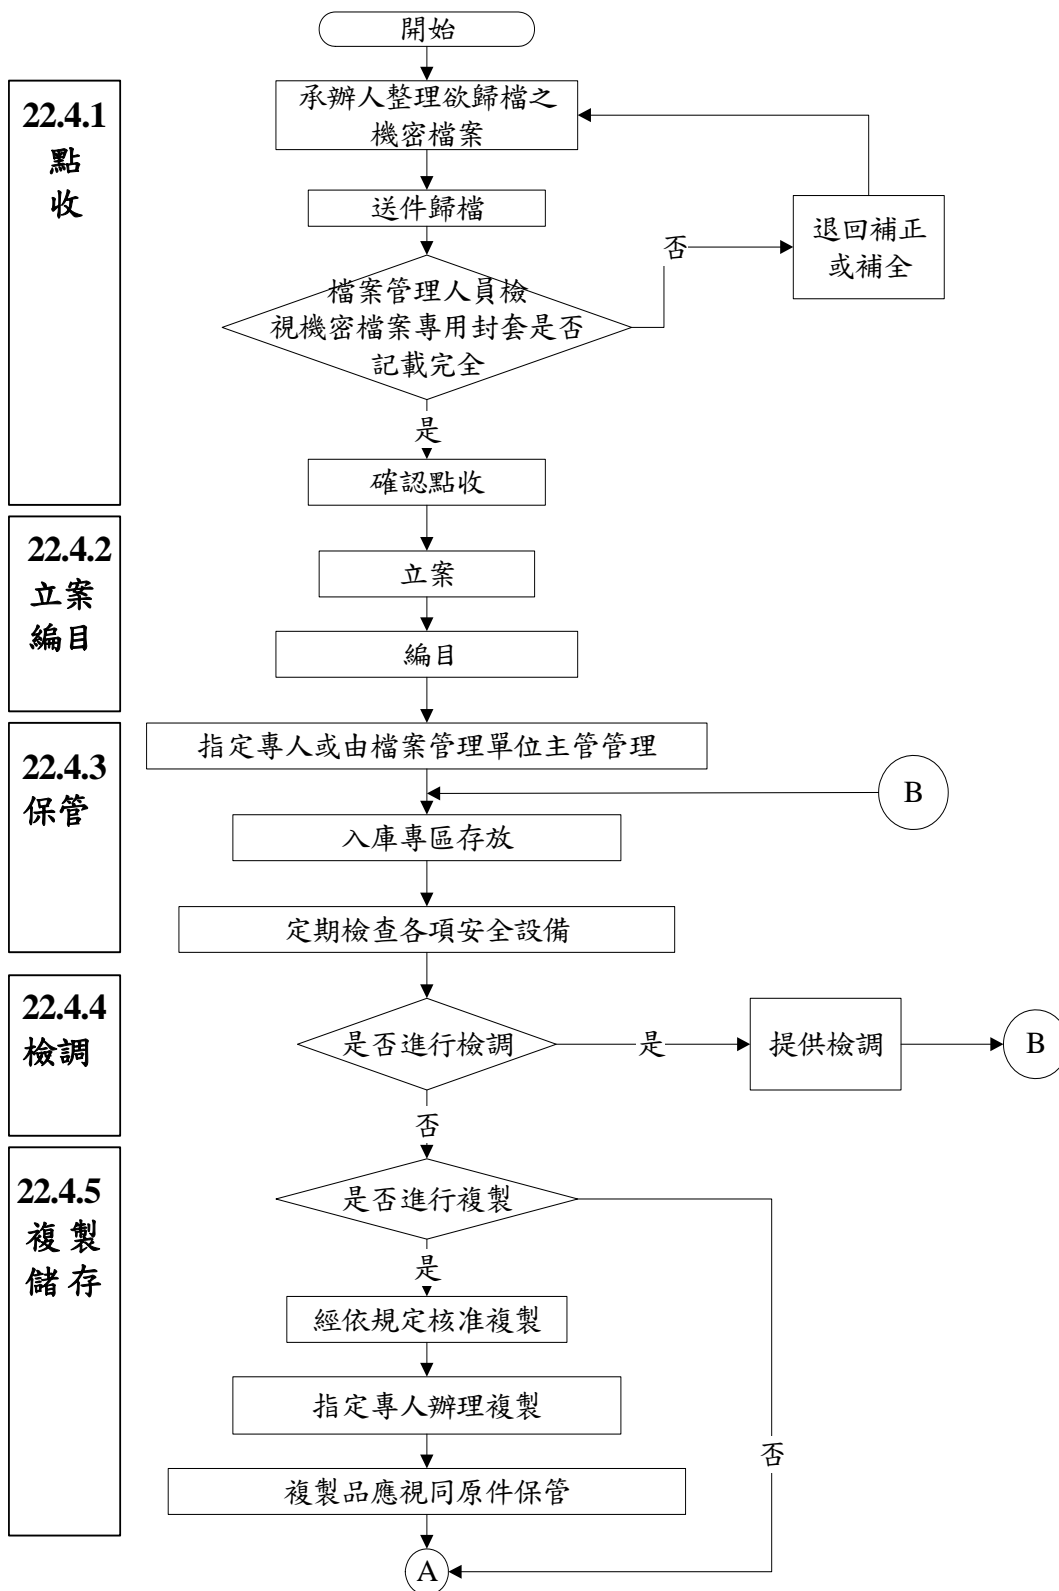 開始
22.4.1
點
收
承辦人整理欲歸檔之
機密檔案
送件歸檔
退回補正
或補全
否
檔案管理人員檢
視機密檔案專用封套是否
記載完全
是
確認點收
22.4.2
立案
編目
立案
編目
22.4.3
保管
指定專人或由檔案管理單位主管管理
B
入庫專區存放
定期檢查各項安全設備
22.4.4
檢調
是否進行檢調
是
提供檢調
B
否
22.4.5
複製
儲存
是否進行複製
是
經依規定核准複製
指定專人辦理複製
否
複製品應視同原件保管
A